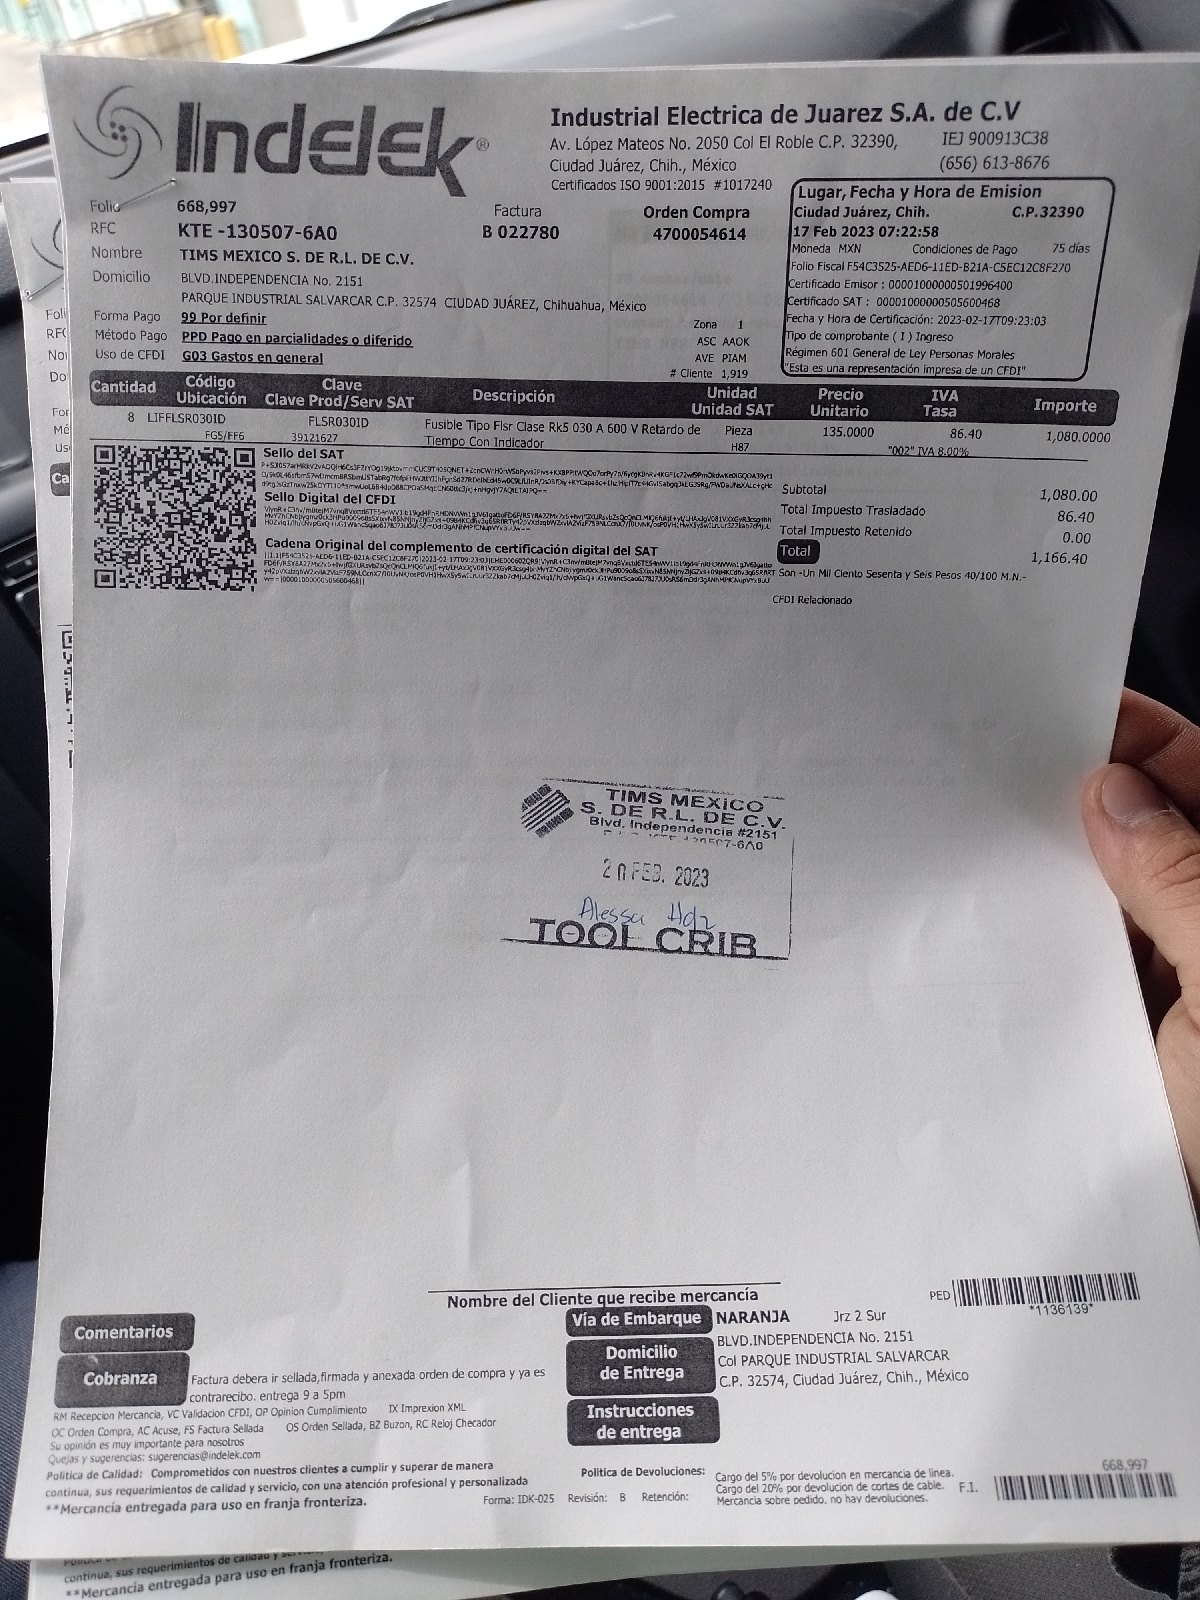 Indelek®
Industrial Electrica de Juarez S.A. de C.V
Av. López Mateos No. 2050 Col El Roble C.P. 32390, IEJ 900913C38
Ciudad Juárez, Chih., México (656) 613-8676
Certificados ISO 9001:2015 #1017240
Folio 668,997
RFC KTE -130507-6A0
Factura
B 022780
Orden Compra
4700054614
Nombre TIMS MEXICO S. DE R.L. DE C.V.
Domicilio BLVD.INDEPENDENCIA No. 2151
PARQUE INDUSTRIAL SALVARCAR C.P. 32574 CIUDAD JUÁREZ, Chihuahua, México
Forma Pago 99 Por definir
Método Pago PPD Pago en parcialidades o diferido
Uso de CFDI G03 Gastos en general
Zona 1
ASC AAOK
AVE PIAM
# Cliente 1,919
Lugar, Fecha y Hora de Emision
Ciudad Juárez, Chih. C.P.32390
17 Feb 2023 07:22:58
Moneda MXN Condiciones de Pago 75 días
Folio Fiscal F54C3525-AED6-11ED-B21A-C5EC12C8F270
Certificado Emisor : 00001000000501996400
Certificado SAT : 00001000000505600468
Fecha y Hora de Certificación: 2023-02-17T09:23:03
Tipo de comprobante ( I ) Ingreso
Régimen 601 General de Ley Personas Morales
"Esta es una representación impresa de un CFDI"
Cantidad Código Ubicación Clave Clave Prod/Serv SAT Descripción Unidad Unidad SAT Precio Unitario IVA Tasa Importe
8 LIFFLSR030ID FLSR030ID Fusible Tipo Flsr Clase Rk5 030 A 600 V Retardo de Pieza 135.0000 86.40 1,080.0000
FG5/FF6 39121627 Tiempo Con Indicador H87 "002" IVA 8.00%
Sello del SAT
Sello Digital del CFDI
Cadena Original del complemento de certificación digital del SAT
Subtotal 1,080.00
Total Impuesto Trasladado 86.40
Total Impuesto Retenido 0.00
Total 1,166.40
Son -Un Mil Ciento Sesenta y Seis Pesos 40/100 M.N.-
CFDI Relacionado
TIMS MEXICO
S. DE R.L. DE C.V.
Blvd. Independencia #2151
20 FEB. 2023
Alessa Hdz
TOOL CRIB
Nombre del Cliente que recibe mercancía
PED *1136139*
Comentarios
Vía de Embarque NARANJA Jrz 2 Sur
Domicilio de Entrega
BLVD.INDEPENDENCIA No. 2151
Col PARQUE INDUSTRIAL SALVARCAR
C.P. 32574, Ciudad Juárez, Chih., México
Cobranza
Factura debera ir sellada,firmada y anexada orden de compra y ya es
contrarecibo. entrega 9 a 5pm
Instrucciones de entrega
RM Recepcion Mercancia, VC Validacion CFDI, OP Opinion Cumplimiento IX Imprexion XML
OC Orden Compra, AC Acuse, FS Factura Sellada OS Orden Sellada, BZ Buzon, RC Reloj Checador
Su opinión es muy importante para nosotros
Quejas y sugerencias: sugerencias@indelek.com
Politica de Calidad: Comprometidos con nuestros clientes a cumplir y superar de manera
continua, sus requerimientos de calidad y servicio, con una atención profesional y personalizada
**Mercancía entregada para uso en franja fronteriza.
Forma: IDK-025 Revisión: B Retención:
Politica de Devoluciones: Cargo del 5% por devolucion en mercancia de linea.
Cargo del 20% por devolucion de cortes de cable.
Mercancia sobre pedido, no hay devoluciones.
F.I. 668,997
continua, sus requerimientos de calidad y
**Mercancía entregada para uso en franja fronteriza.